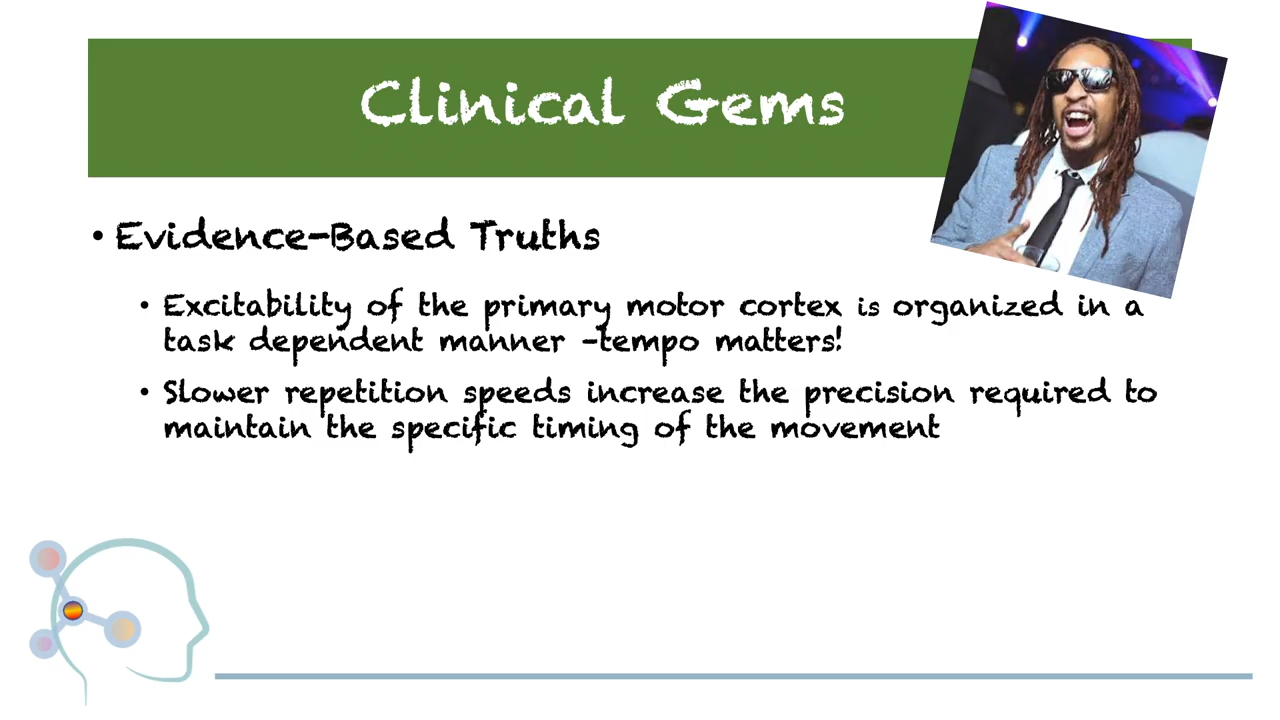 Clinical Gems
• Evidence-Based Truths
• Excitability of the primary motor cortex is organized in a
task dependent manner -tempo matters!
• Slower repetition speeds increase the precision required to
maintain the specific timing of the movement